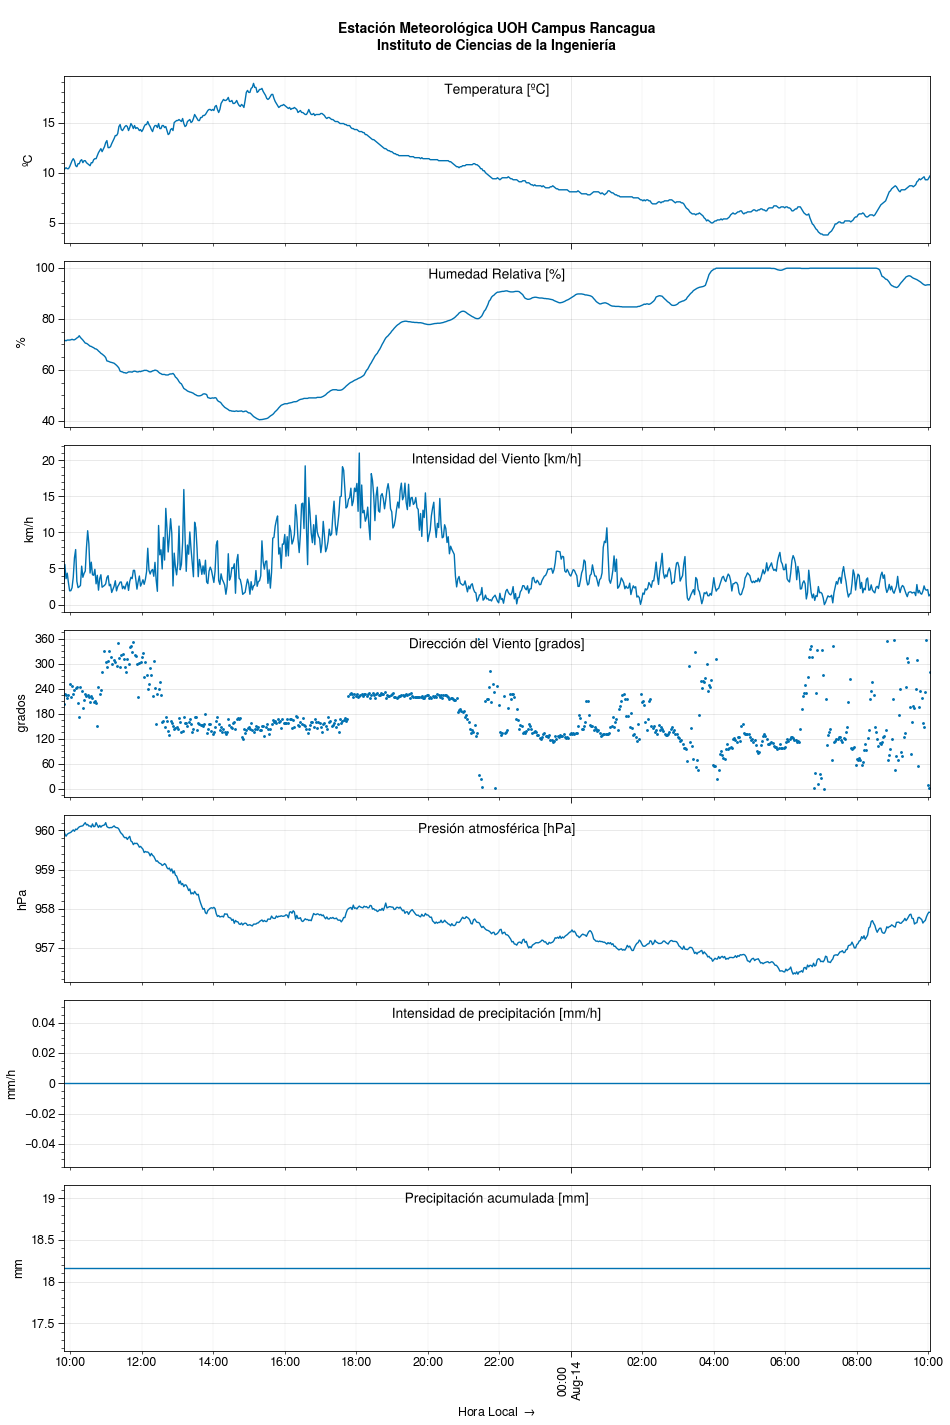 Estación Meteorológica UOH Campus Rancagua
Instituto de Ciencias de la Ingeniería
Temperatura [ºC]
ºC
15
10
5
Humedad Relativa [%]
%
100
80
60
40
Intensidad del Viento [km/h]
km/h
20
15
10
5
0
Dirección del Viento [grados]
grados
360
300
240
180
120
60
0
Presión atmosférica [hPa]
hPa
960
959
958
957
Intensidad de precipitación [mm/h]
mm/h
0.04
0.02
0
−0.02
−0.04
Precipitación acumulada [mm]
mm
19
18.5
18
17.5
10:00 12:00 14:00 16:00 18:00 20:00 22:00 00:00 02:00 04:00 06:00 08:00 10:00
Aug-14
Hora Local →